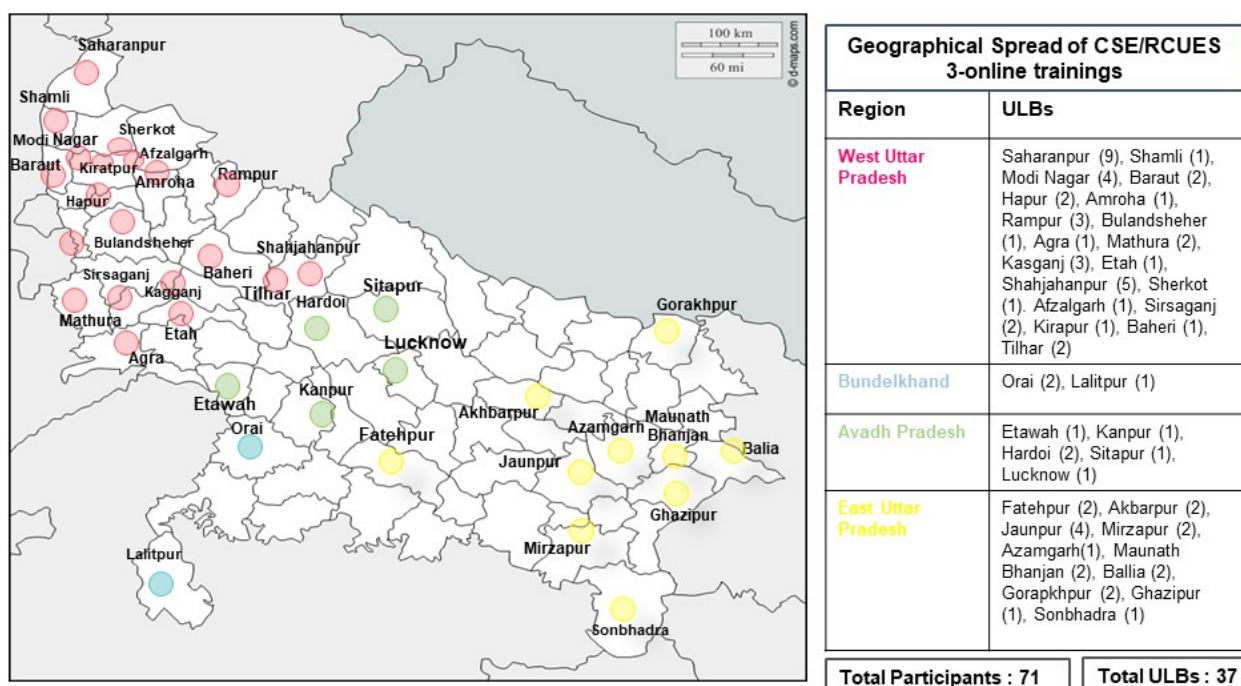 Saharanpur
Shamli
Sherkot
Modi Nagar
Afzalgarh
Baraut
Kiratpur
Amroha
Rampur
Hapur
Bulandsheher
Shahjahanpur
Baheri
Sirsaganj
Kagganj
Tilhar
Hardoi
Sitapur
Mathura
Etah
Agra
Lucknow
Gorakhpur
Etawah
Kanpur
Akhbarpur
Orai
Fatehpur
Azamgarh
Maunath
Bhanjan
Balia
Jaunpur
Ghazipur
Mirzapur
Lalitpur
Sonbhadra
100 km
60 mi
© d-maps.com
Geographical Spread of CSE/RCUES
3-online trainings
Region
ULBs
West Uttar
Pradesh
Saharanpur (9), Shamli (1),
Modi Nagar (4), Baraut (2),
Hapur (2), Amroha (1),
Rampur (3), Bulandsheher
(1), Agra (1), Mathura (2),
Kasganj (3), Etah (1),
Shahjahanpur (5), Sherkot
(1). Afzalgarh (1), Sirsaganj
(2), Kirapur (1), Baheri (1),
Tilhar (2)
Bundelkhand
Orai (2), Lalitpur (1)
Avadh Pradesh
Etawah (1), Kanpur (1),
Hardoi (2), Sitapur (1),
Lucknow (1)
East Uttar
Pradesh
Fatehpur (2), Akbarpur (2),
Jaunpur (4), Mirzapur (2),
Azamgarh(1), Maunath
Bhanjan (2), Ballia (2),
Gorapkhpur (2), Ghazipur
(1), Sonbhadra (1)
Total Participants : 71
Total ULBs : 37